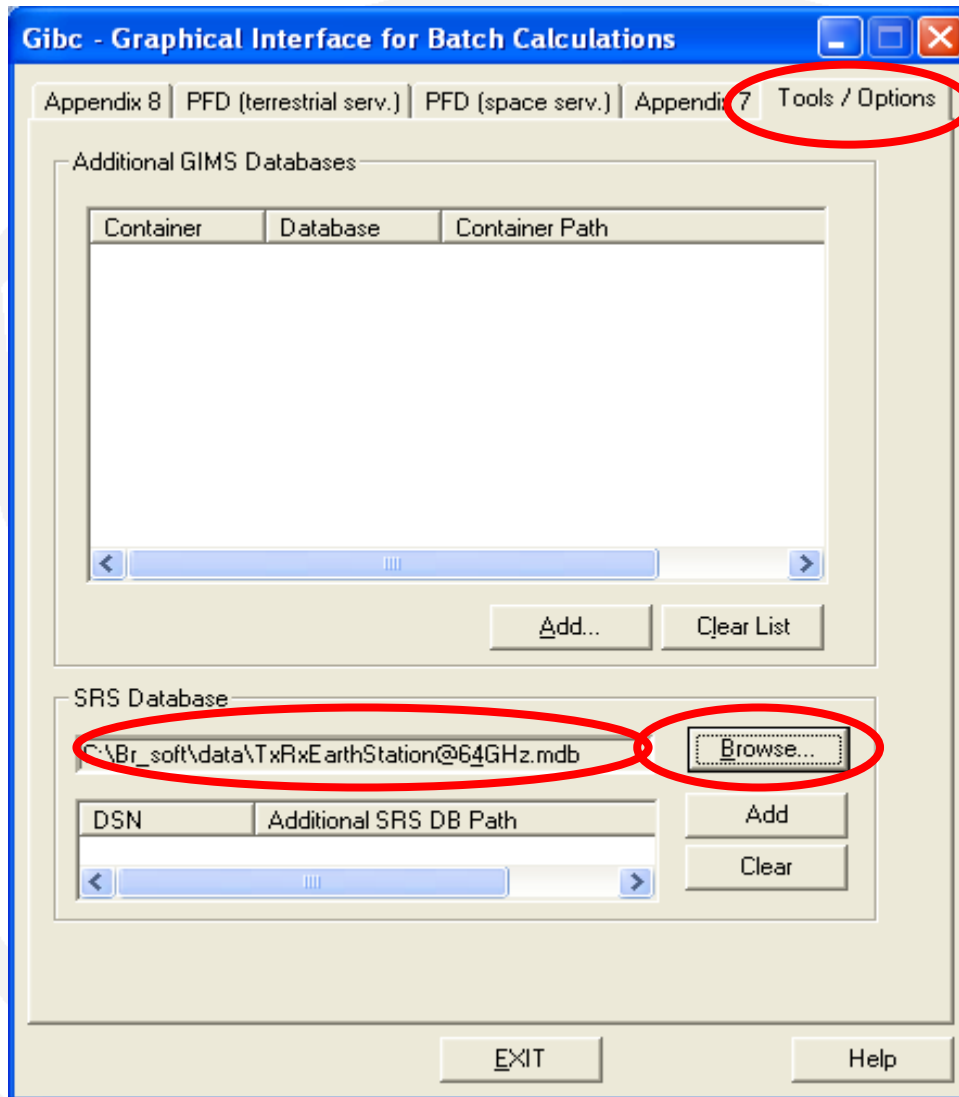 Gibc - Graphical Interface for Batch Calculations
Appendix 8 PFD (terrestrial serv.) PFD (space serv.) Appendix 7 Tools / Options
Additional GIMS Databases
Container Database Container Path
Add... Clear List
SRS Database
C:\Br_soft\data\TxRxEarthStation@64GHz.mdb Browse...
DSN Additional SRS DB Path Add
Clear
EXIT Help